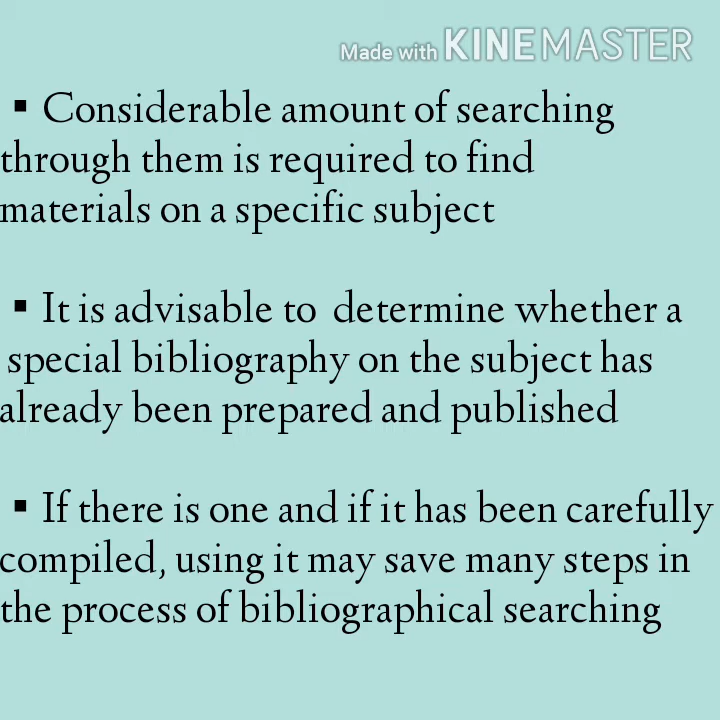 Made with KINEMASTER
▪ Considerable amount of searching
through them is required to find
materials on a specific subject
▪ It is advisable to determine whether a
special bibliography on the subject has
already been prepared and published
▪ If there is one and if it has been carefully
compiled, using it may save many steps in
the process of bibliographical searching